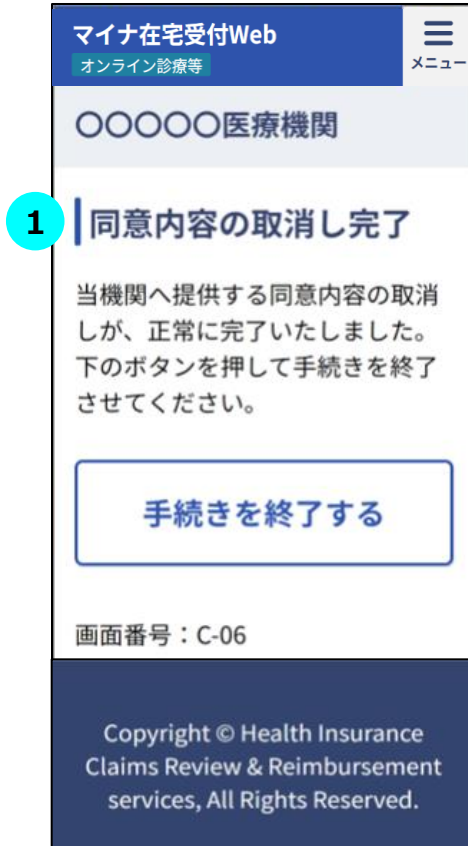 マイナ在宅受付Web
オンライン診療等
メニュー
〇〇〇〇〇医療機関
1
同意内容の取消し完了
当機関へ提供する同意内容の取消
しが、正常に完了いたしました。
下のボタンを押して手続きを終了
させてください。
手続きを終了する
画面番号：C-06
Copyright © Health Insurance
Claims Review & Reimbursement
services, All Rights Reserved.